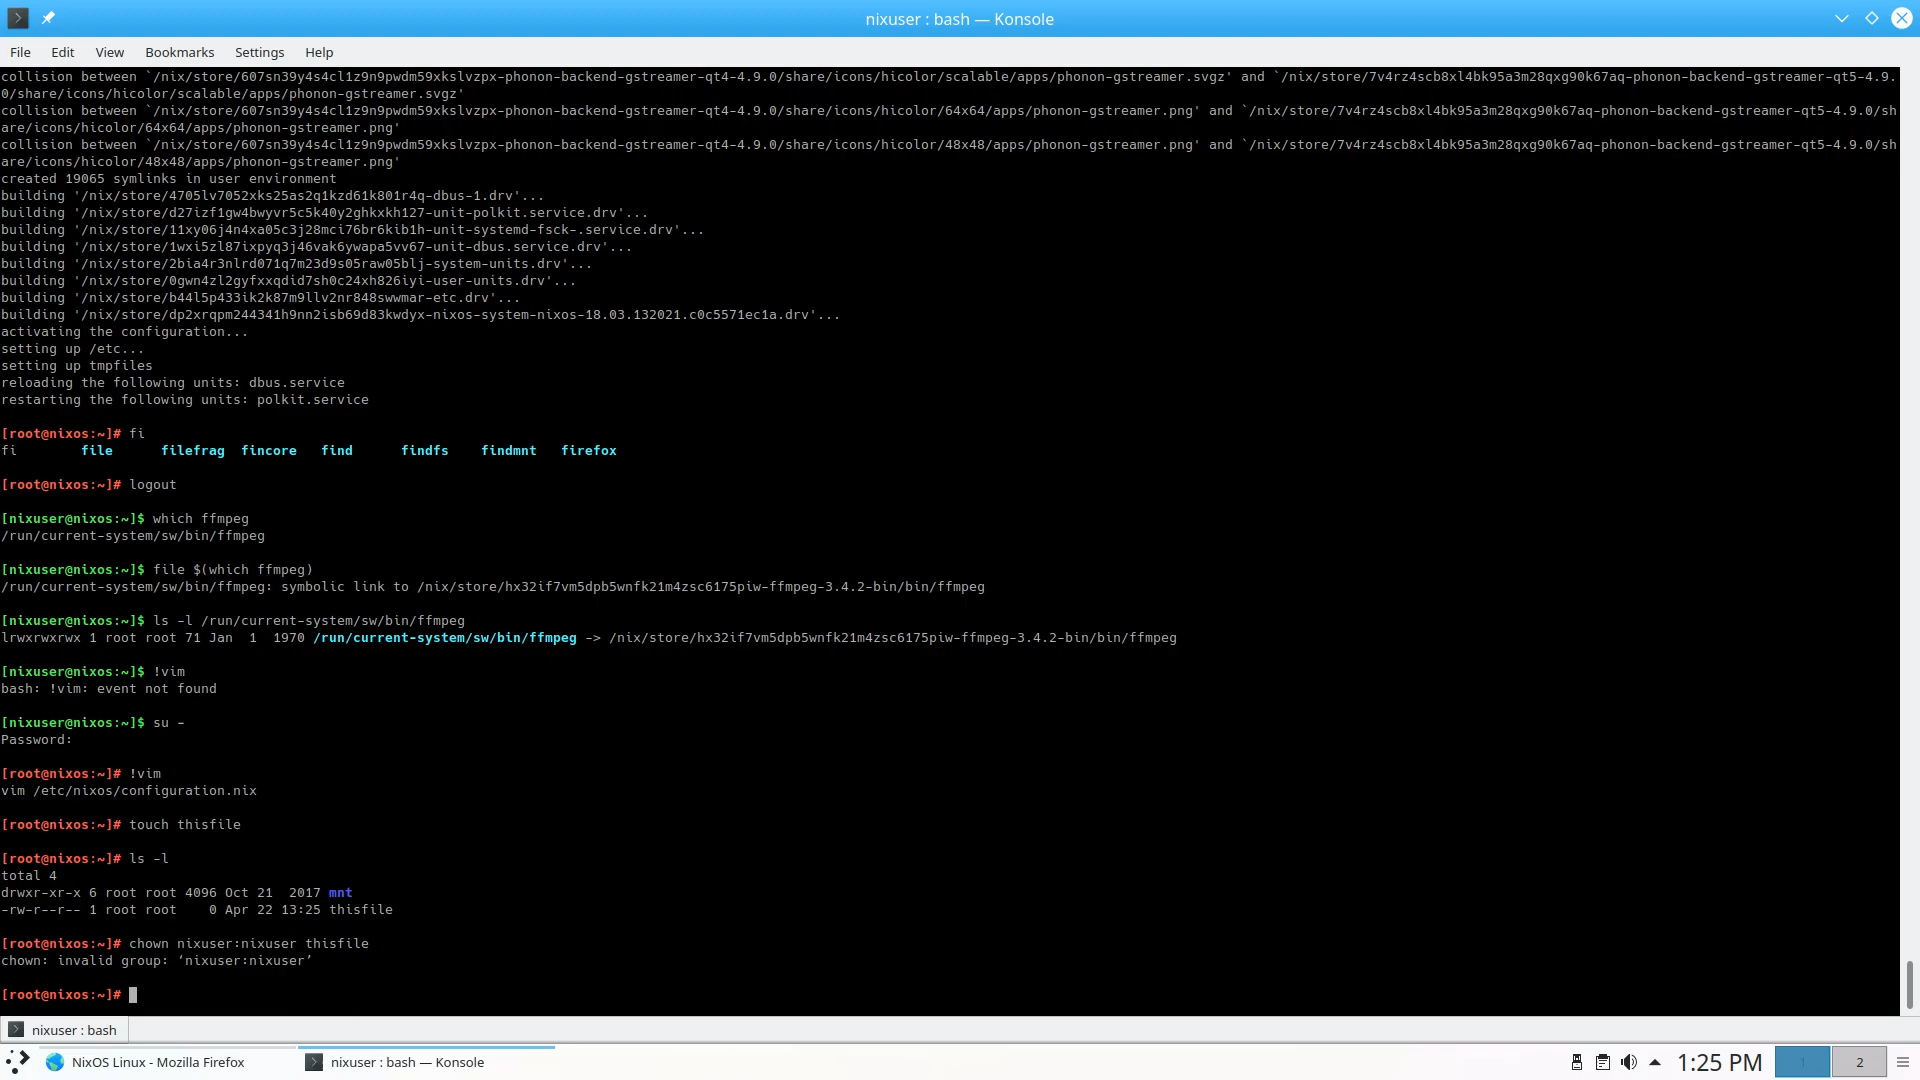 nixuser : bash — Konsole
File Edit View Bookmarks Settings Help
collision between `/nix/store/607sn39y4s4cl1z9n9pwdm59xkslvzpx-phonon-backend-gstreamer-qt4-4.9.0/share/icons/hicolor/scalable/apps/phonon-gstreamer.svgz' and `/nix/store/7v4rz4scb8xl4bk95a3m28qxg90k67aq-phonon-backend-gstreamer-qt5-4.9.
0/share/icons/hicolor/scalable/apps/phonon-gstreamer.svgz'
collision between `/nix/store/607sn39y4s4cl1z9n9pwdm59xkslvzpx-phonon-backend-gstreamer-qt4-4.9.0/share/icons/hicolor/64x64/apps/phonon-gstreamer.png' and `/nix/store/7v4rz4scb8xl4bk95a3m28qxg90k67aq-phonon-backend-gstreamer-qt5-4.9.0/sh
are/icons/hicolor/64x64/apps/phonon-gstreamer.png'
collision between `/nix/store/607sn39y4s4cl1z9n9pwdm59xkslvzpx-phonon-backend-gstreamer-qt4-4.9.0/share/icons/hicolor/48x48/apps/phonon-gstreamer.png' and `/nix/store/7v4rz4scb8xl4bk95a3m28qxg90k67aq-phonon-backend-gstreamer-qt5-4.9.0/sh
are/icons/hicolor/48x48/apps/phonon-gstreamer.png'
created 19065 symlinks in user environment
building '/nix/store/4705lv7052xks25as2q1kzd61k801r4q-dbus-1.drv'...
building '/nix/store/d27izf1gw4bwyvr5c5k40y2ghkxkh127-unit-polkit.service.drv'...
building '/nix/store/11xy06j4n4xa05c3j28mci76br6kib1h-unit-systemd-fsck-.service.drv'...
building '/nix/store/1wxi5zl87ixpyq3j46vak6ywapa5vv67-unit-dbus.service.drv'...
building '/nix/store/2bia4r3nlrd071q7m23d9s05raw05blj-system-units.drv'...
building '/nix/store/0gwn4zl2gyfxxqdid7sh0c24xh826iyi-user-units.drv'...
building '/nix/store/b44l5p433ik2k87m9llv2nr848swwmar-etc.drv'...
building '/nix/store/dp2xrqpm244341h9nn2isb69d83kwdyx-nixos-system-nixos-18.03.132021.c0c5571ec1a.drv'...
activating the configuration...
setting up /etc...
setting up tmpfiles
reloading the following units: dbus.service
restarting the following units: polkit.service
[root@nixos:~]# fi
fi file filefrag fincore find findfs findmnt firefox
[root@nixos:~]# logout
[nixuser@nixos:~]$ which ffmpeg
/run/current-system/sw/bin/ffmpeg
[nixuser@nixos:~]$ file $(which ffmpeg)
/run/current-system/sw/bin/ffmpeg: symbolic link to /nix/store/hx32if7vm5dpb5wnfk21m4zsc6175piw-ffmpeg-3.4.2-bin/bin/ffmpeg
[nixuser@nixos:~]$ ls -l /run/current-system/sw/bin/ffmpeg
lrwxrwxrwx 1 root root 71 Jan  1  1970 /run/current-system/sw/bin/ffmpeg -> /nix/store/hx32if7vm5dpb5wnfk21m4zsc6175piw-ffmpeg-3.4.2-bin/bin/ffmpeg
[nixuser@nixos:~]$ !vim
bash: !vim: event not found
[nixuser@nixos:~]$ su -
Password:
[root@nixos:~]# !vim
vim /etc/nixos/configuration.nix
[root@nixos:~]# touch thisfile
[root@nixos:~]# ls -l
total 4
drwxr-xr-x 6 root root 4096 Oct 21  2017 mnt
-rw-r--r-- 1 root root    0 Apr 22 13:25 thisfile
[root@nixos:~]# chown nixuser:nixuser thisfile
chown: invalid group: ‘nixuser:nixuser’
[root@nixos:~]#
nixuser : bash
NixOS Linux - Mozilla Firefox
nixuser : bash — Konsole
1:25 PM
1
2